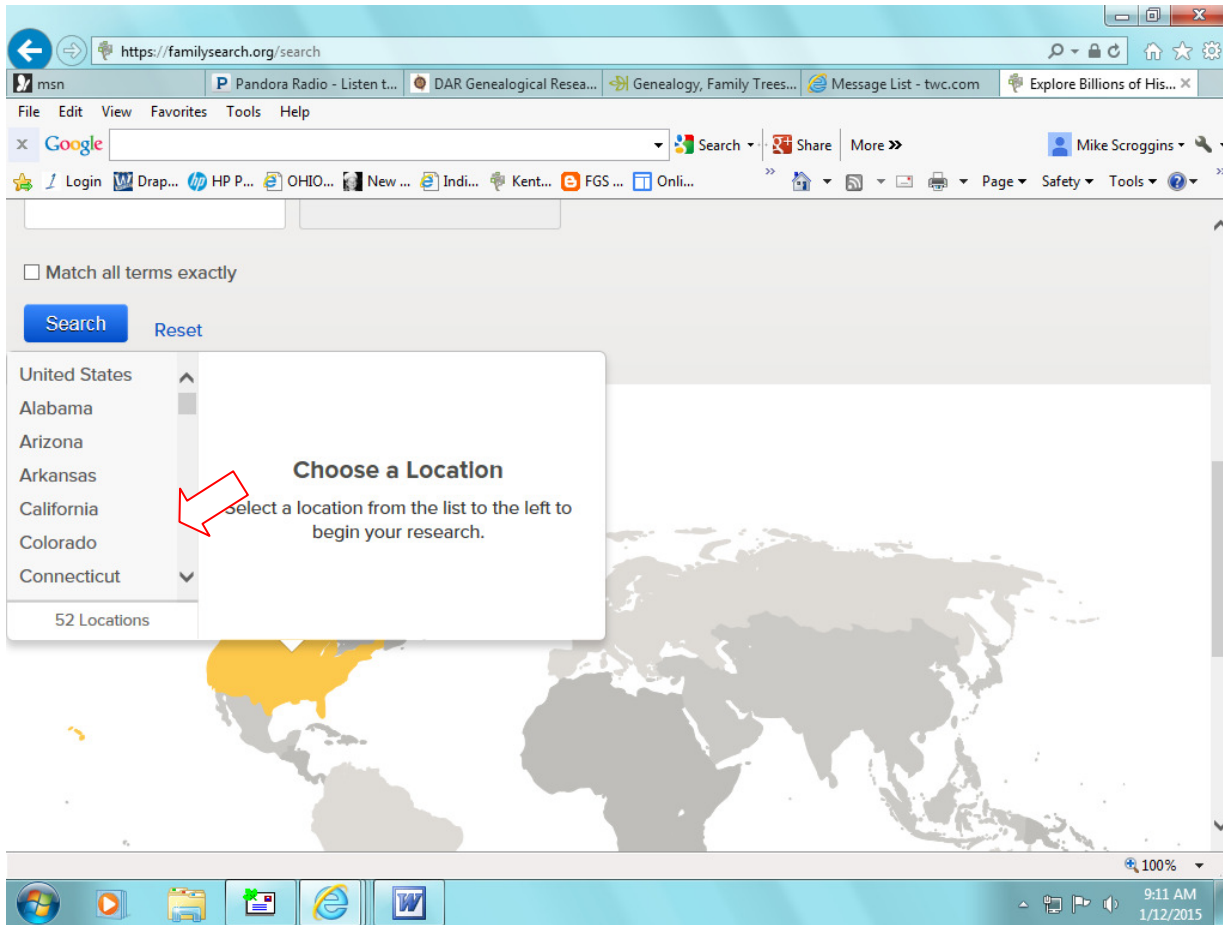 https://familysearch.org/search
msn
Pandora Radio - Listen t...
DAR Genealogical Resea...
Genealogy, Family Trees...
Message List - twc.com
Explore Billions of His...
File Edit View Favorites Tools Help
x Google Search Share More » Mike Scroggins
Login Drap... HP P... OHIO... New ... Indi... Kent... FGS ... Onli... » Page Safety Tools »
Match all terms exactly
Search Reset
United States
Alabama
Arizona
Arkansas
California
Colorado
Connecticut
52 Locations
Choose a Location
Select a location from the list to the left to
begin your research.
100%
9:11 AM
1/12/2015